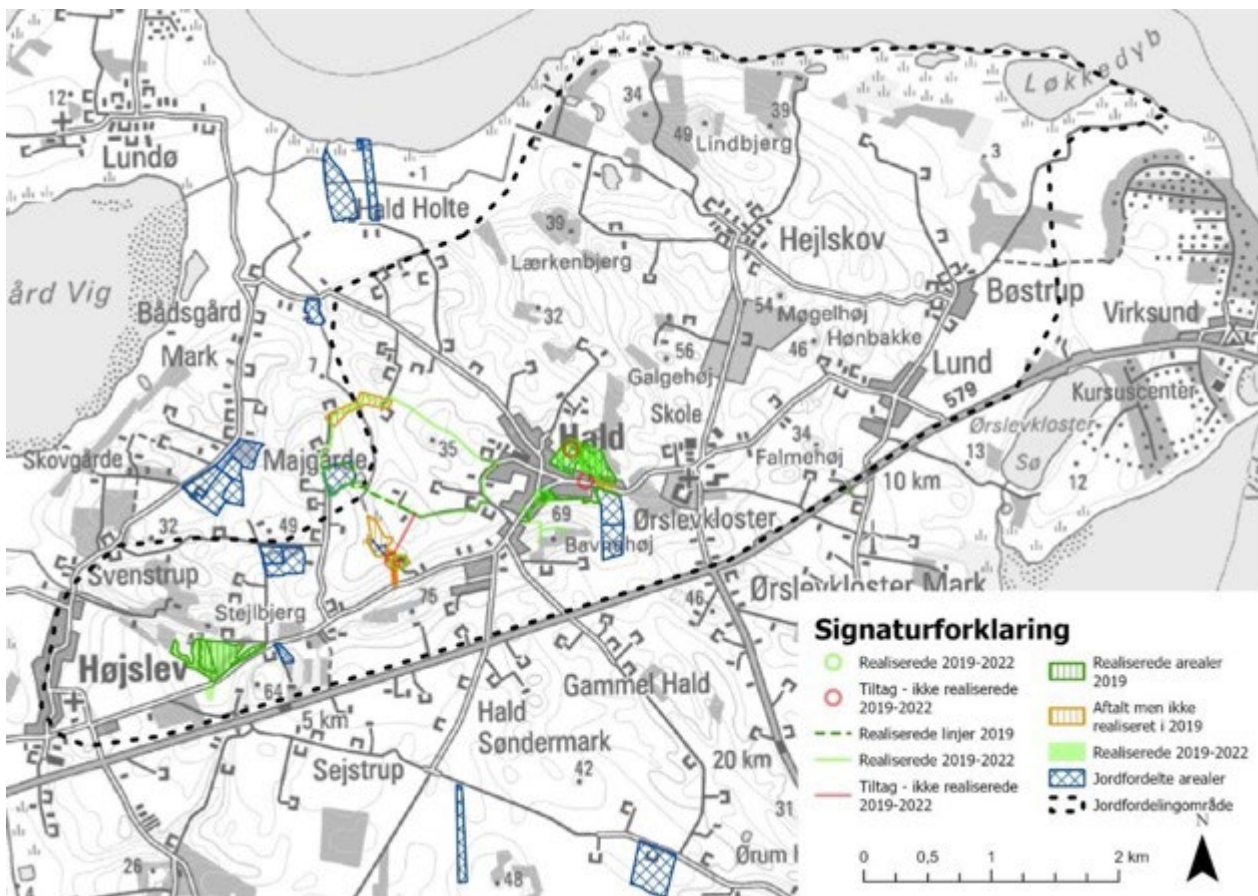 Løkkedyb
34
39
49
Lindbjerg
12
Lundø
3
1
Hald Holte
Hejlskov
39
Lærkenbjerg
ård Vig
Bådsgård
Mark
54
Møgelhøj
Bøstrup
Virksund
32
46
Hønbakke
56
Galgehøj
Lund
579
Kursuscenter
7
Skole
Hald
Ørslevkloster
Sø
Skovgårde
Majgårde
35
34
Falmehøj
13
12
10 km
32
49
69
Bavnehøj
Ørslevkloster
Svenstrup
Stejlbjerg
75
46
Ørslevkloster Mark
Højslev
64
Gammel Hald
5 km
Hald
Søndermark
Sejstrup
20 km
42
31
26
48
Ørum
Signaturforklaring
Realiserede 2019-2022
Tiltag - ikke realiserede
2019-2022
Realiserede linjer 2019
Realiserede 2019-2022
Tiltag - ikke realiserede
2019-2022
Realiserede arealer
2019
Aftalt men ikke
realiseret i 2019
Realiserede 2019-2022
Jordfordelte arealer
Jordfordelingområde
N
0 0,5 1 2 km